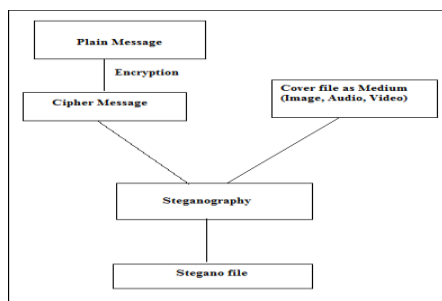 Plain Message
Encryption
Cipher Message
Cover file as Medium
(Image, Audio, Video)
Steganography
Stegano file